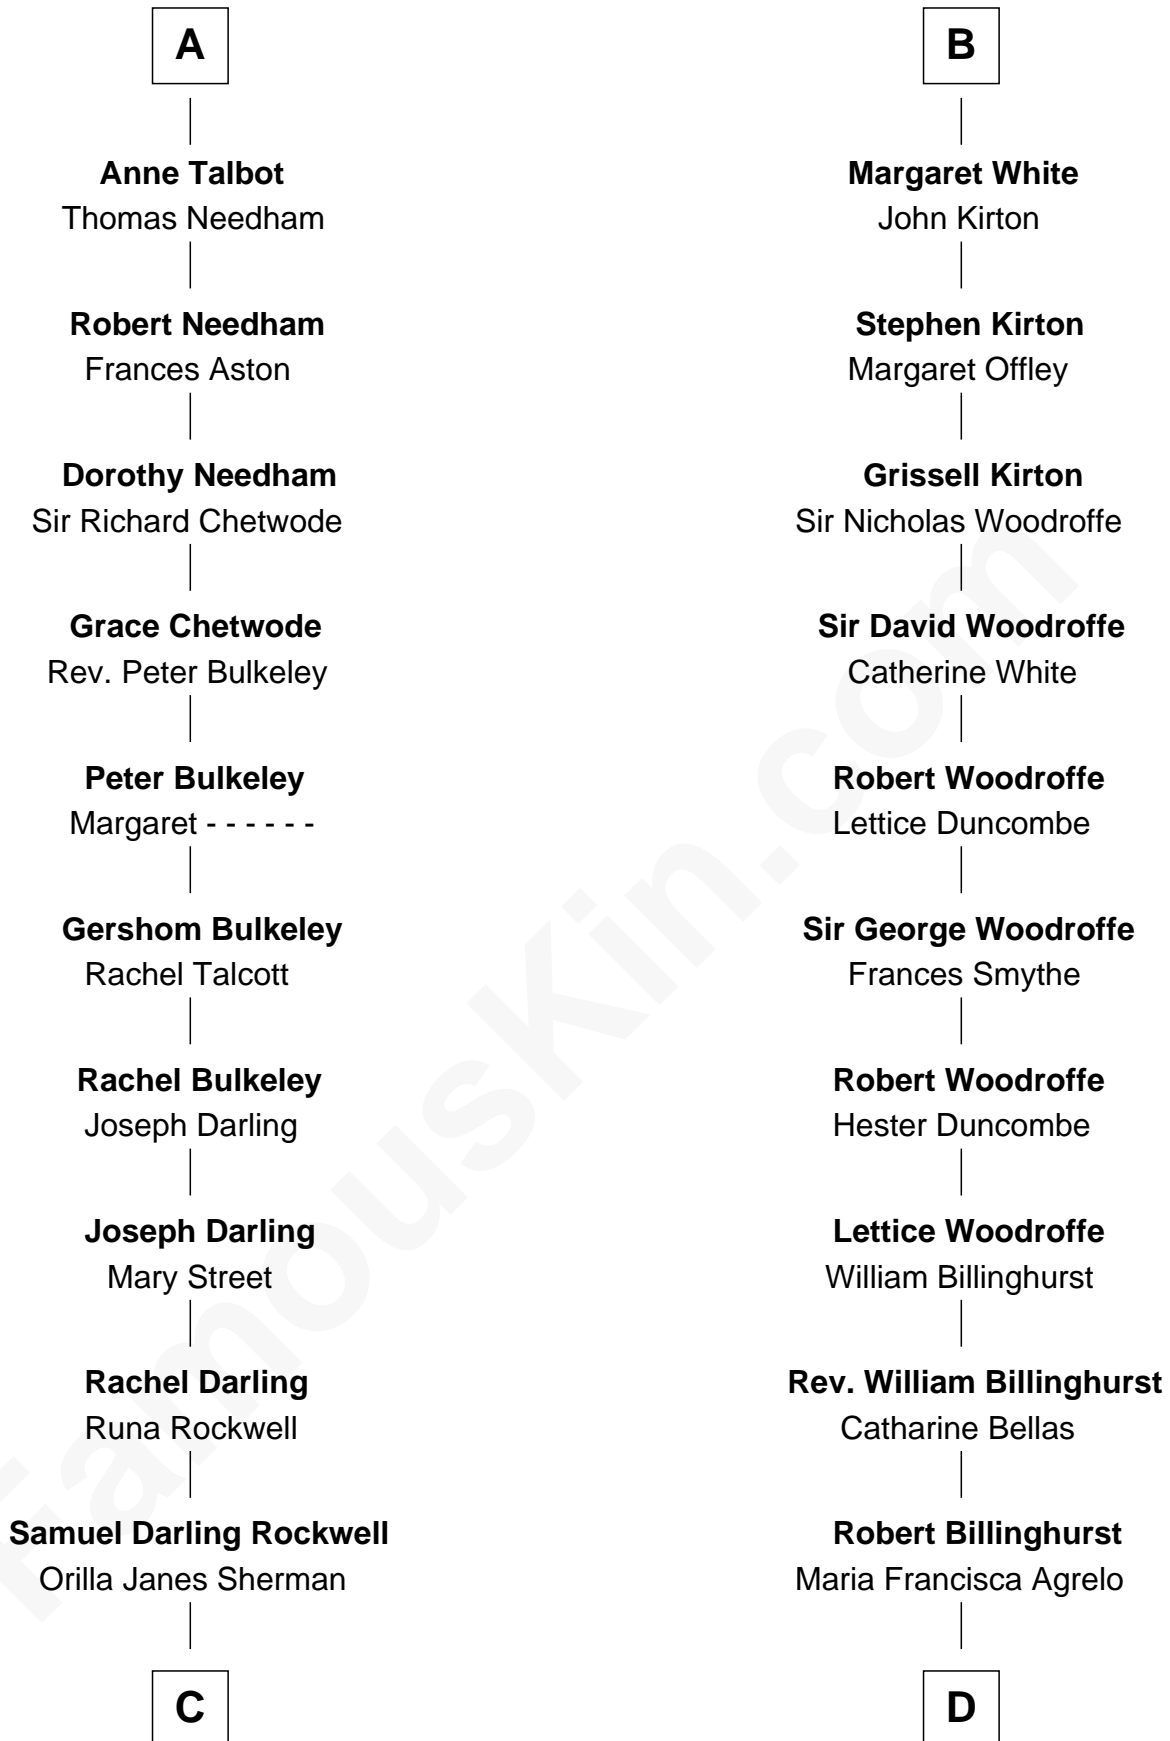 A
Anne Talbot
Thomas Needham
Robert Needham
Frances Aston
Dorothy Needham
Sir Richard Chetwode
Grace Chetwode
Rev. Peter Bulkeley
Peter Bulkeley
Margaret - - - - - -
Gershom Bulkeley
Rachel Talcott
Rachel Bulkeley
Joseph Darling
Joseph Darling
Mary Street
Rachel Darling
Runa Rockwell
Samuel Darling Rockwell
Orilla Janes Sherman
C
B
Margaret White
John Kirton
Stephen Kirton
Margaret Offley
Grissell Kirton
Sir Nicholas Woodroffe
Sir David Woodroffe
Catherine White
Robert Woodroffe
Lettice Duncombe
Sir George Woodroffe
Frances Smythe
Robert Woodroffe
Hester Duncombe
Lettice Woodroffe
William Billinghurst
Rev. William Billinghurst
Catharine Bellas
Robert Billinghurst
Maria Francisca Agrelo
D
FamousKin.com